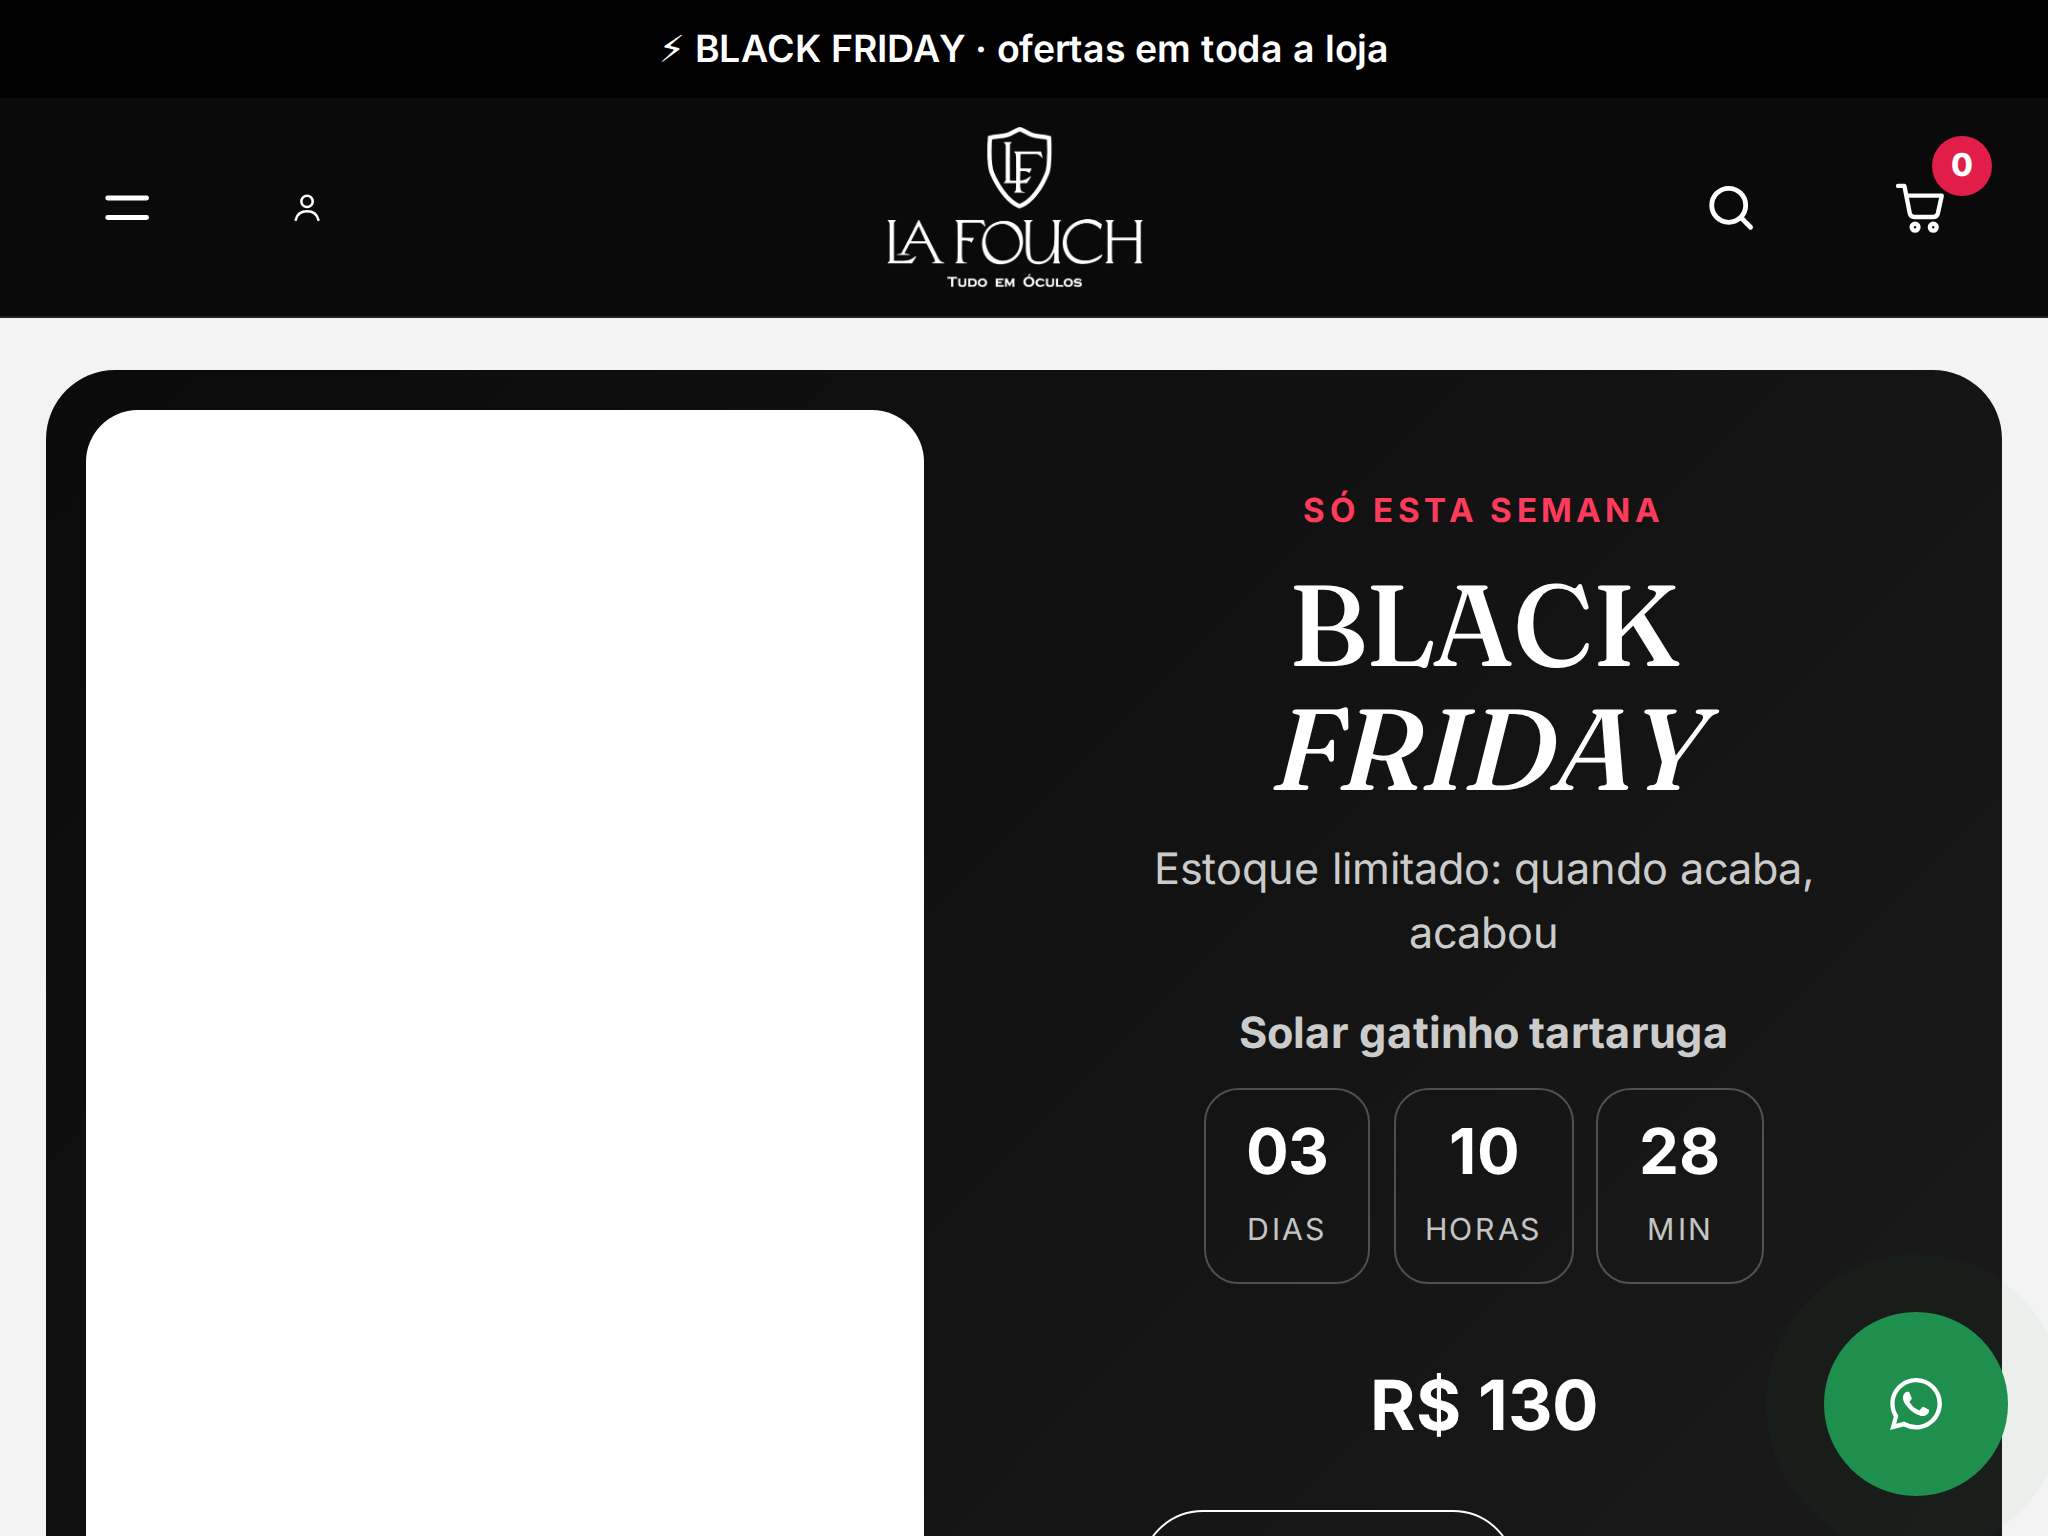 ⚡ BLACK FRIDAY · ofertas em toda a loja
LF
LA FOUCH
TUDO EM ÓCULOS
0
SÓ ESTA SEMANA
BLACK
FRIDAY
Estoque limitado: quando acaba,
acabou
Solar gatinho tartaruga
03 10 28
DIAS HORAS MIN
R$ 130